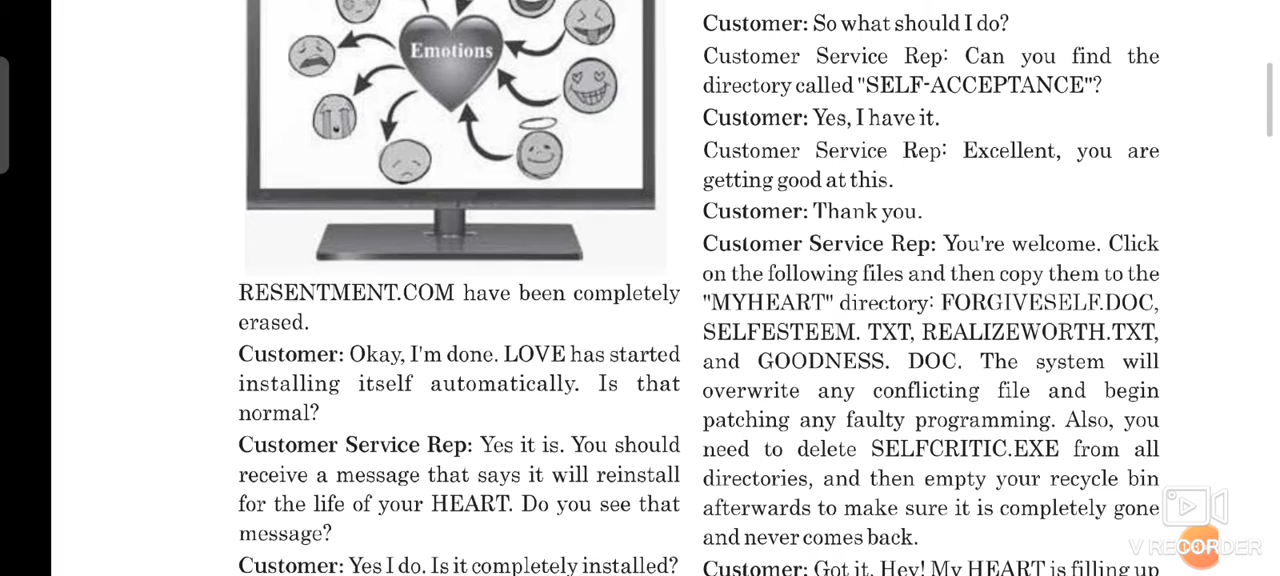 Emotions
RESENTMENT.COM have been completely
erased.
Customer: Okay, I'm done. LOVE has started
installing itself automatically. Is that
normal?
Customer Service Rep: Yes it is. You should
receive a message that says it will reinstall
for the life of your HEART. Do you see that
message?
Customer: Yes I do. Is it completely installed?
Customer: So what should I do?
Customer Service Rep: Can you find the
directory called "SELF-ACCEPTANCE"?
Customer: Yes, I have it.
Customer Service Rep: Excellent, you are
getting good at this.
Customer: Thank you.
Customer Service Rep: You're welcome. Click
on the following files and then copy them to the
"MYHEART" directory: FORGIVESELF.DOC,
SELFESTEEM. TXT, REALIZEWORTH.TXT,
and GOODNESS. DOC. The system will
overwrite any conflicting file and begin
patching any faulty programming. Also, you
need to delete SELFCRITIC.EXE from all
directories, and then empty your recycle bin
afterwards to make sure it is completely gone
and never comes back.
Customer: Got it. Hey! My HEART is filling up
V RECORDER